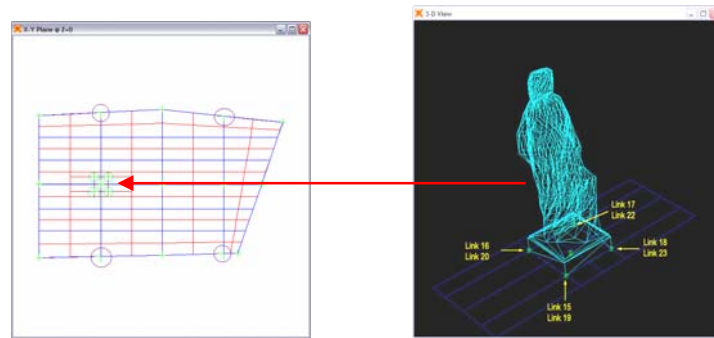 X-Y Plane @ Z=0
3-D View
Link 17
Link 22
Link 16
Link 20
Link 18
Link 23
Link 15
Link 19